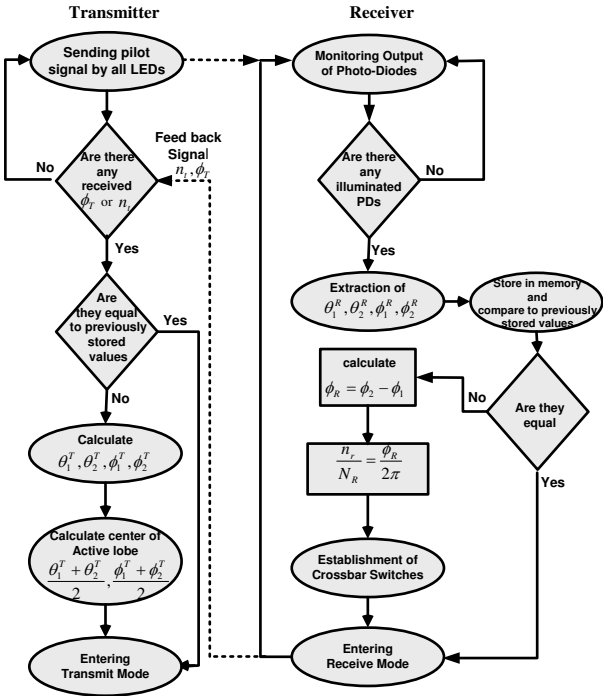 Transmitter
Sending pilot
signal by all LEDs
Are there
any
received
ϕ_T or n_t
No
Yes
Feed back
Signal
n_t, ϕ_T
Are
they equal
to previously
stored
values
Yes
No
Calculate
θ_1^T, θ_2^T, ϕ_1^T, ϕ_2^T
Calculate center of
Active lobe
(θ_1^T + θ_2^T)/2, (ϕ_1^T + ϕ_2^T)/2
Entering
Transmit Mode
Receiver
Monitoring Output
of Photo-Diodes
Are there
any
illuminated
PDs
No
Yes
Extraction of
θ_1^R, θ_2^R, ϕ_1^R, ϕ_2^R
Store in memory
and
compare to previously
stored values
Are they
equal
No
Yes
calculate
ϕ_R = ϕ_2 − ϕ_1
n_r/N_R = ϕ_R/2π
Establishment of
Crossbar Switches
Entering
Receive Mode